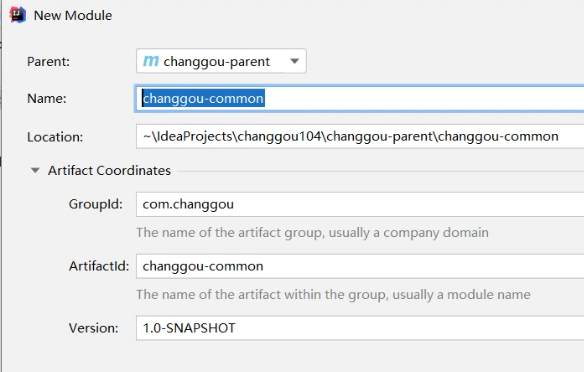 New Module
Parent: changgou-parent
Name: changgou-common
Location: ~\IdeaProjects\changgou104\changgou-parent\changgou-common
Artifact Coordinates
GroupId: com.changgou
The name of the artifact group, usually a company domain
ArtifactId: changgou-common
The name of the artifact within the group, usually a module name
Version: 1.0-SNAPSHOT